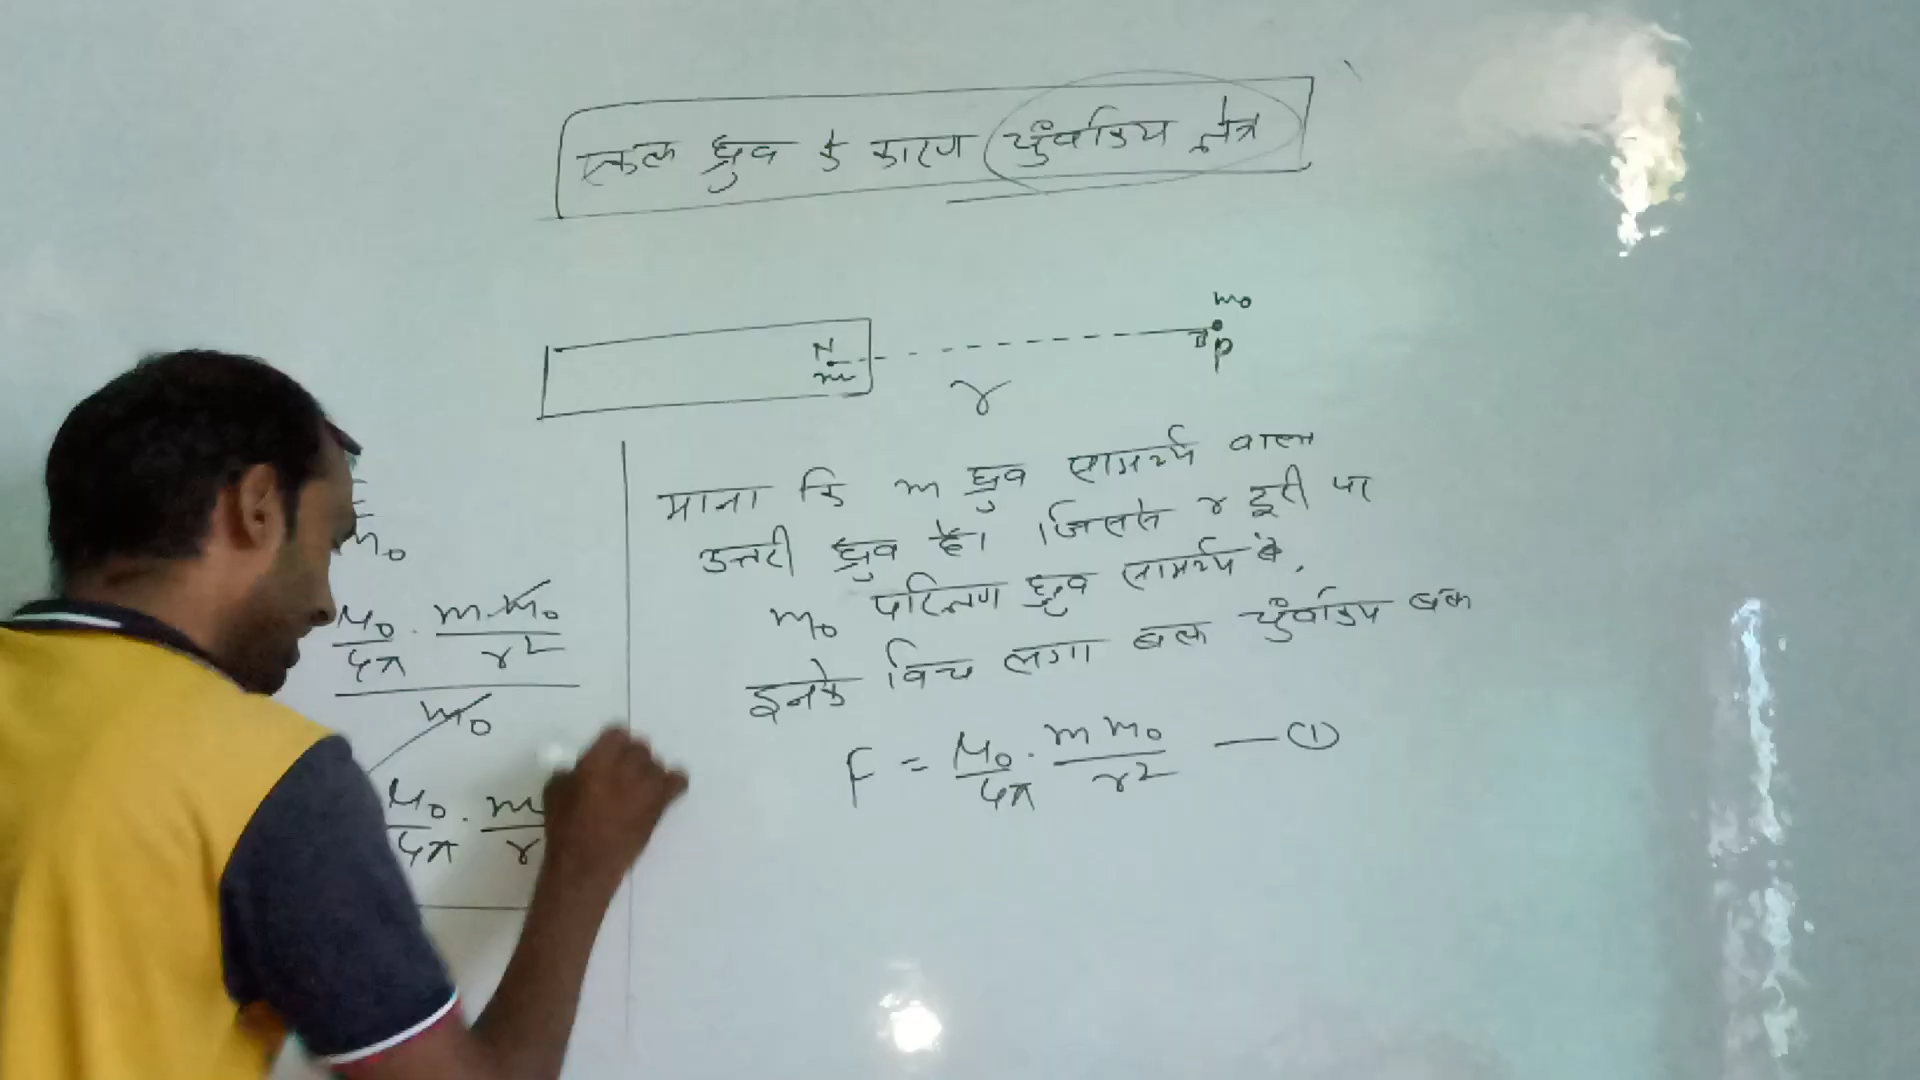 एकल ध्रुव के कारण चुंबकिय क्षेत्र
m₀
N
m
P
r
माना कि m ध्रुव सामर्थ्य वाला
उत्तरी ध्रुव है। जिससे r दूरी पर
m₀ परिक्षण ध्रुव सामर्थ्य है,
इनके बिच लगा बल चुंबकिय बल
F = μ₀/4π · m m₀/r² — ①
m₀
μ₀/4π · m·m₀/r²
m₀
μ₀/4π · m/r